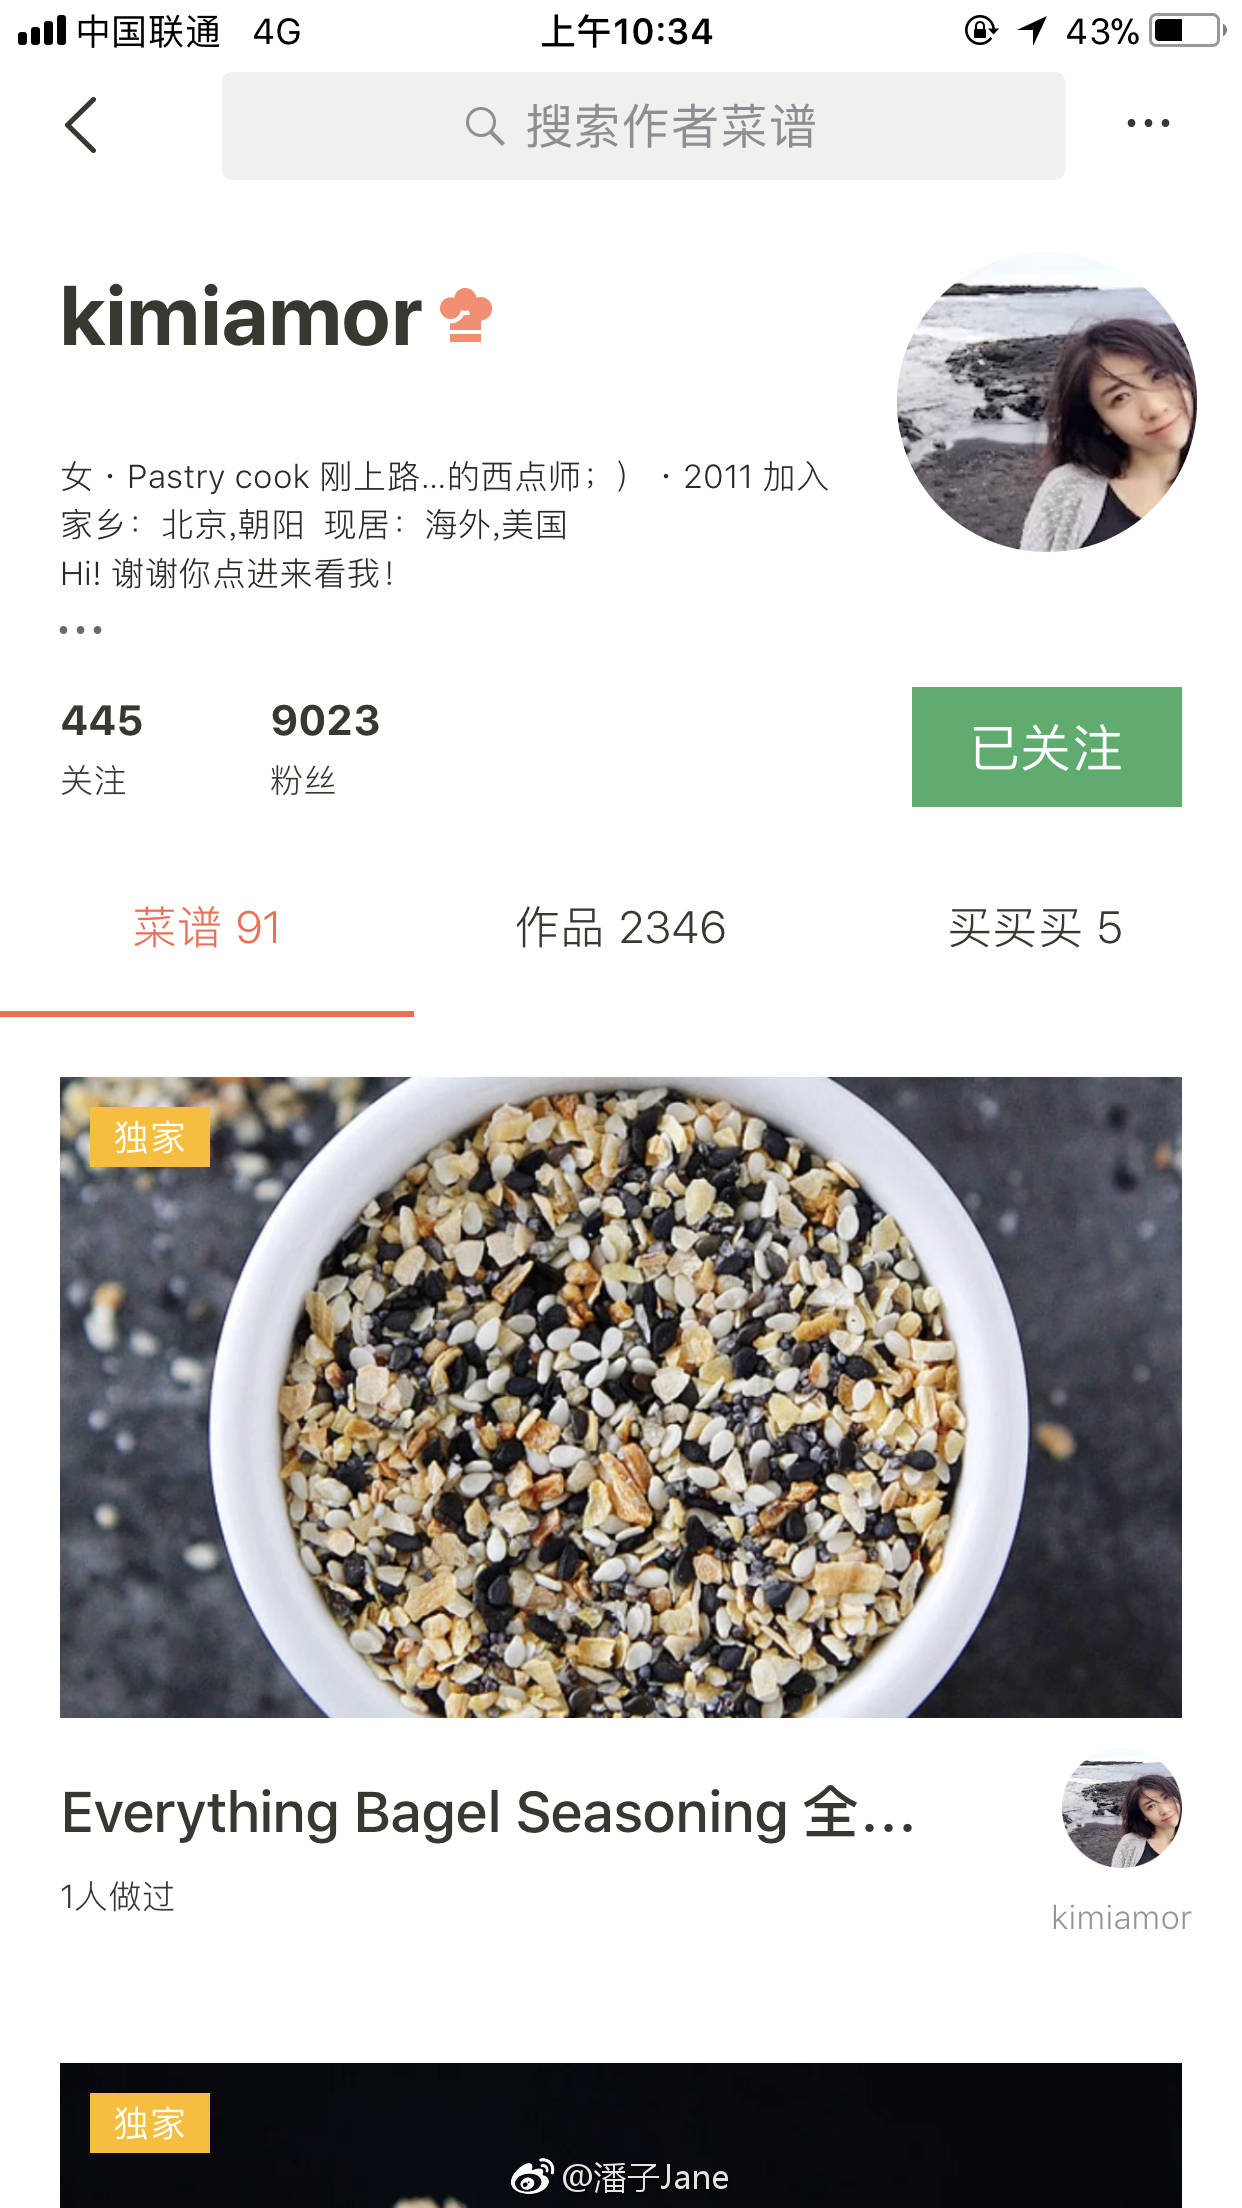 中国联通 4G 上午10:34 43%
搜索作者菜谱
kimiamor
女 · Pastry cook 刚上路...的西点师；） · 2011 加入
家乡：北京,朝阳 现居：海外,美国
Hi! 谢谢你点进来看我！
445 9023
关注 粉丝
已关注
菜谱 91 作品 2346 买买买 5
独家
Everything Bagel Seasoning 全...
1人做过
kimiamor
独家
@潘子Jane